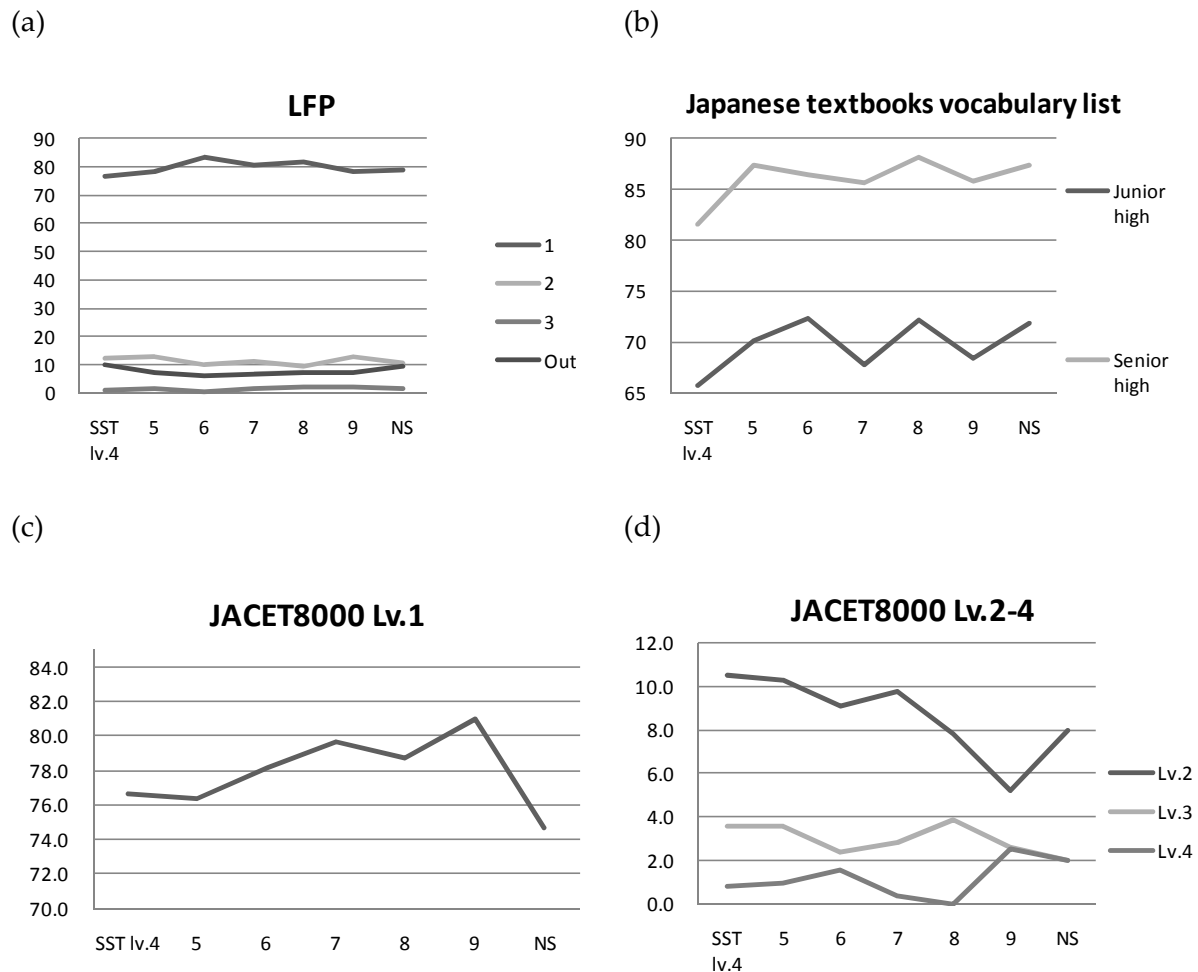 (a)
LFP
90
80
70
60
50
40
30
20
10
0
SST lv.4 5 6 7 8 9 NS
1
2
3
Out
(b)
Japanese textbooks vocabulary list
90
85
80
75
70
65
SST lv.4 5 6 7 8 9 NS
Junior
high
Senior
high
(c)
JACET8000 Lv.1
84.0
82.0
80.0
78.0
76.0
74.0
72.0
70.0
SST lv.4 5 6 7 8 9 NS
(d)
JACET8000 Lv.2-4
12.0
10.0
8.0
6.0
4.0
2.0
0.0
SST lv.4 5 6 7 8 9 NS
Lv.2
Lv.3
Lv.4